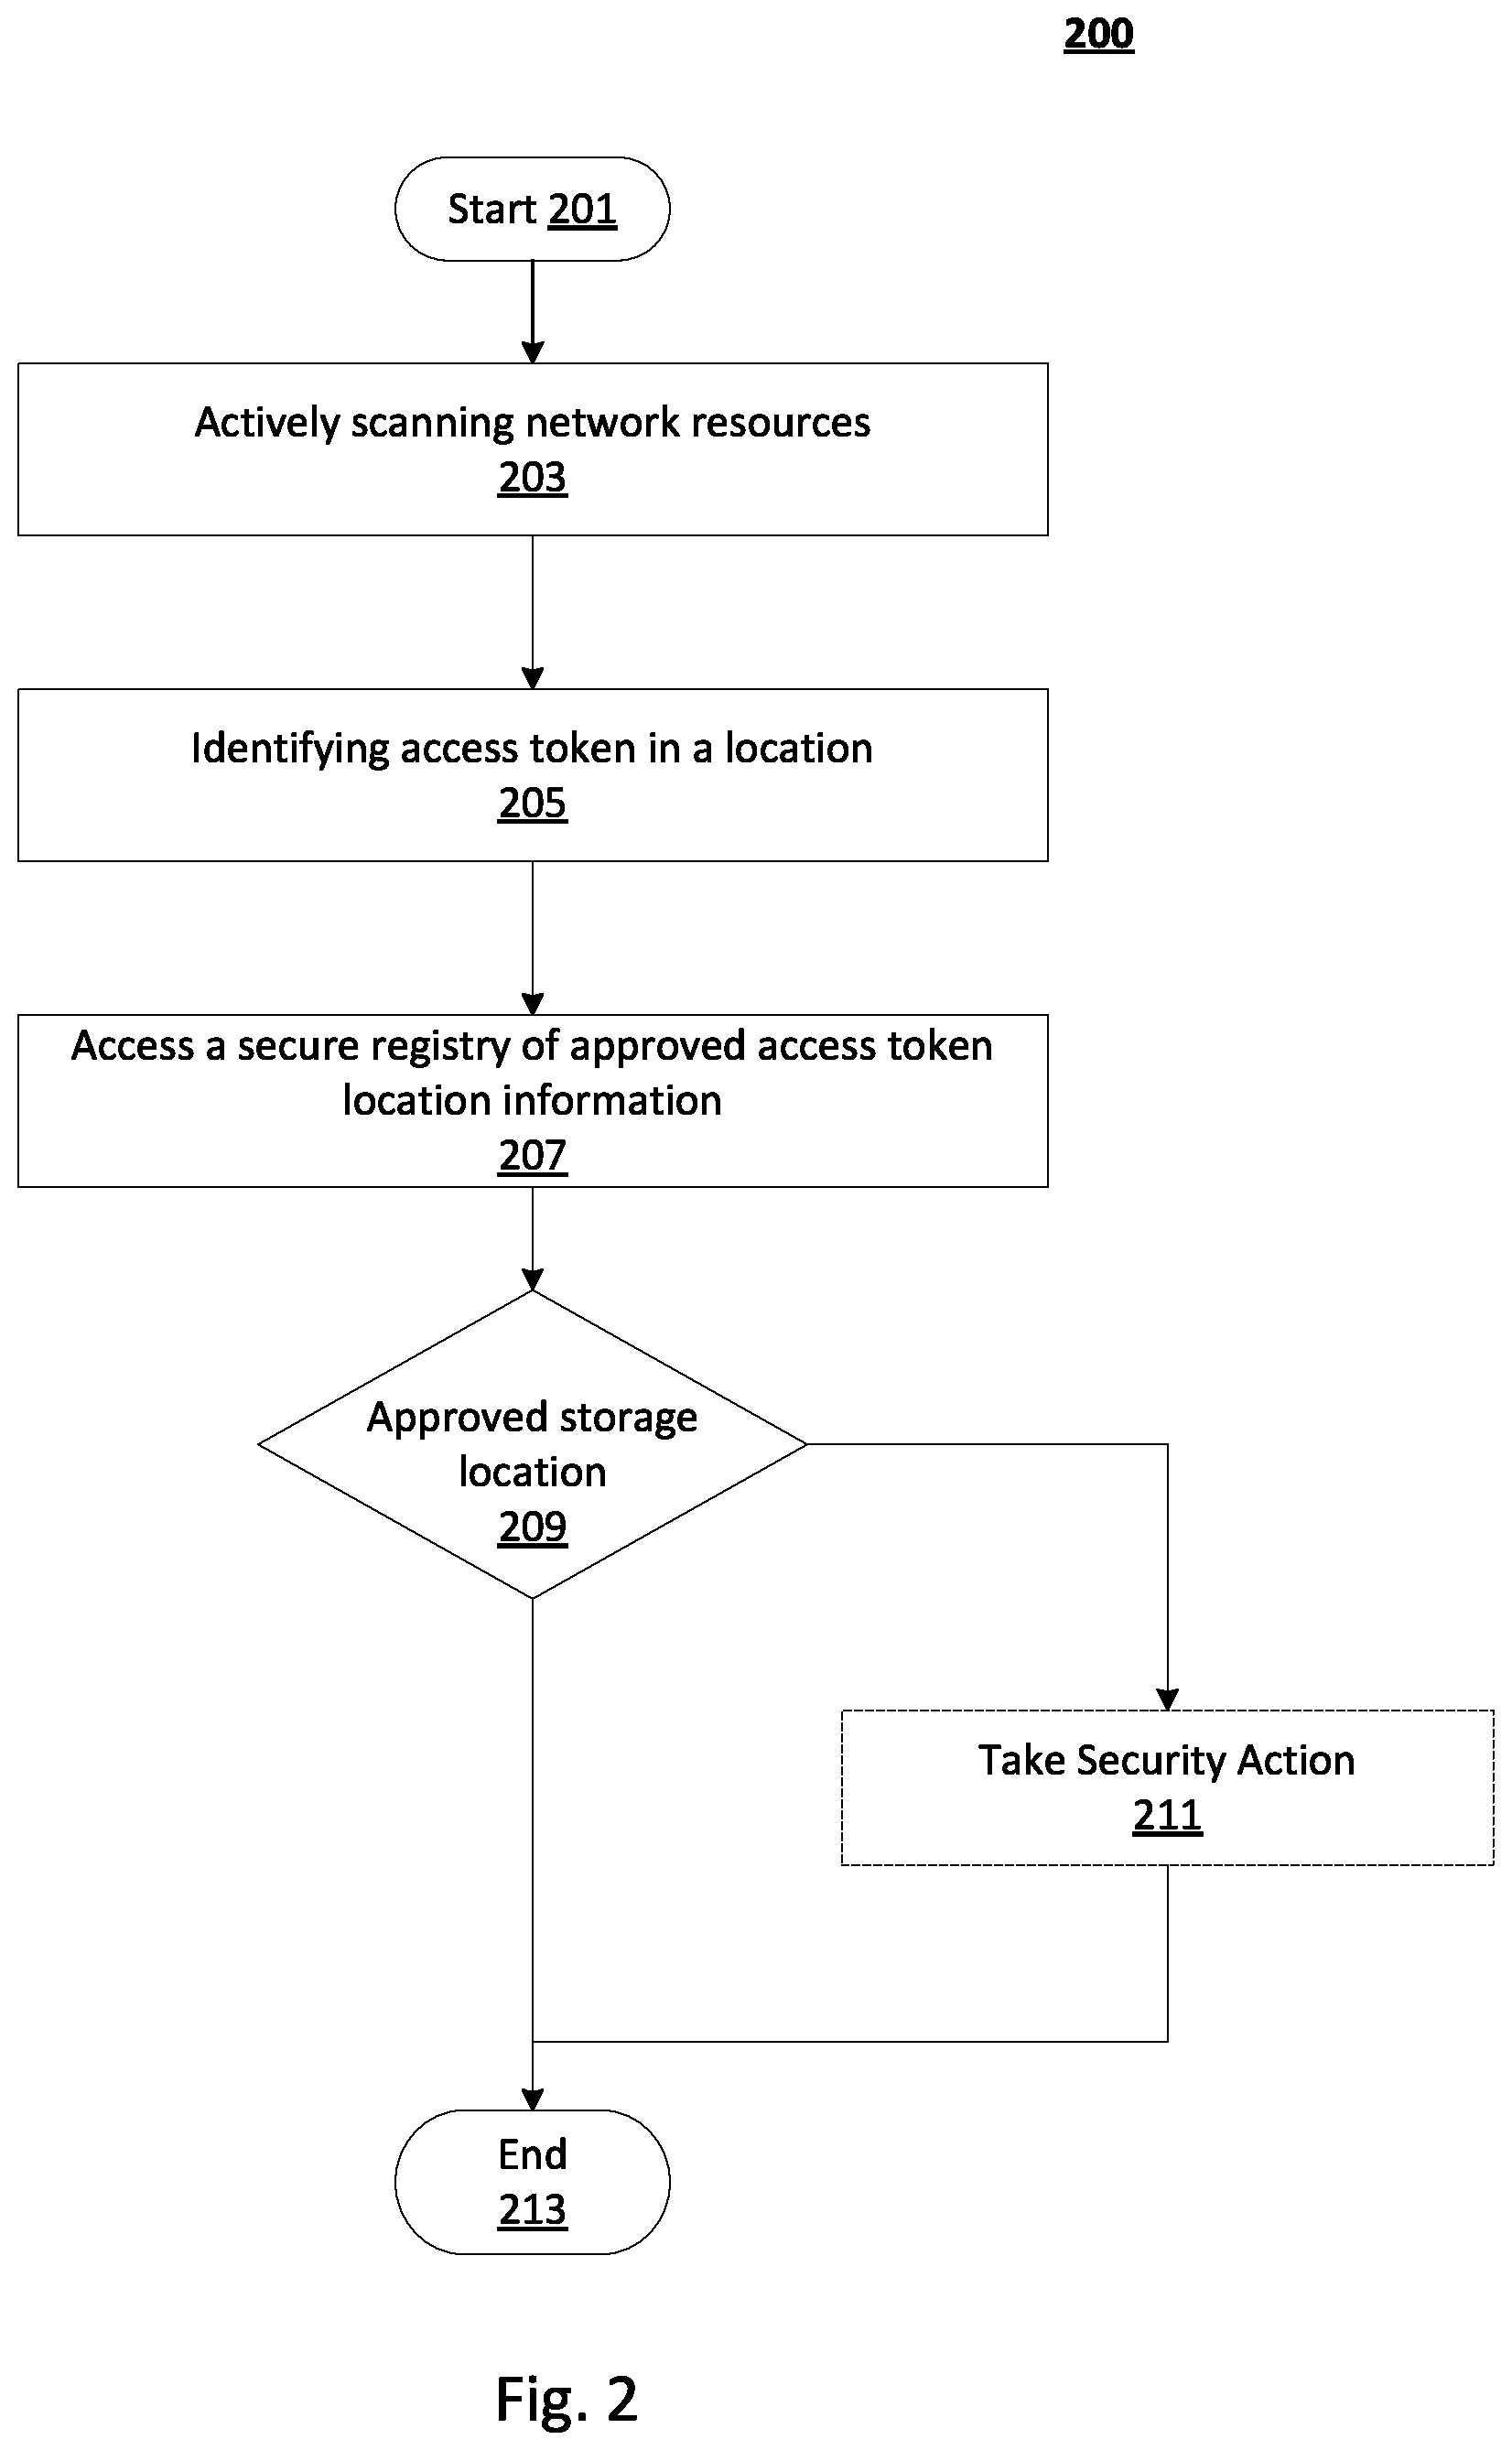 200
Start 201
Actively scanning network resources
203
Identifying access token in a location
205
Access a secure registry of approved access token
location information
207
Approved storage
location
209
Take Security Action
211
End
213
Fig. 2